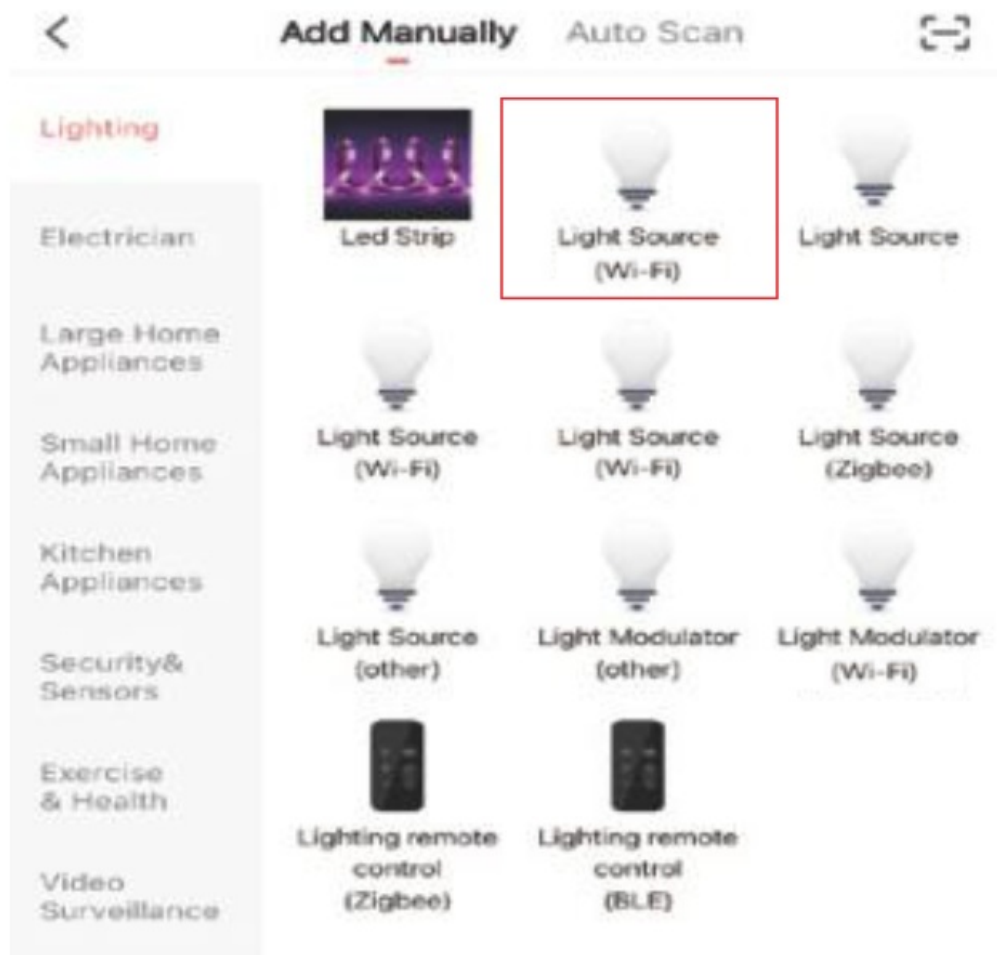 Add Manually Auto Scan
Lighting
Electrician
Large Home
Appliances
Small Home
Appliances
Kitchen
Appliances
Security&
Sensors
Exercise
& Health
Video
Surveillance
Led Strip
Light Source
(Wi-Fi)
Light Source
Light Source
(Wi-Fi)
Light Source
(Wi-Fi)
Light Source
(Zigbee)
Light Source
(other)
Light Modulator
(other)
Light Modulator
(Wi-Fi)
Lighting remote
control
(Zigbee)
Lighting remote
control
(BLE)